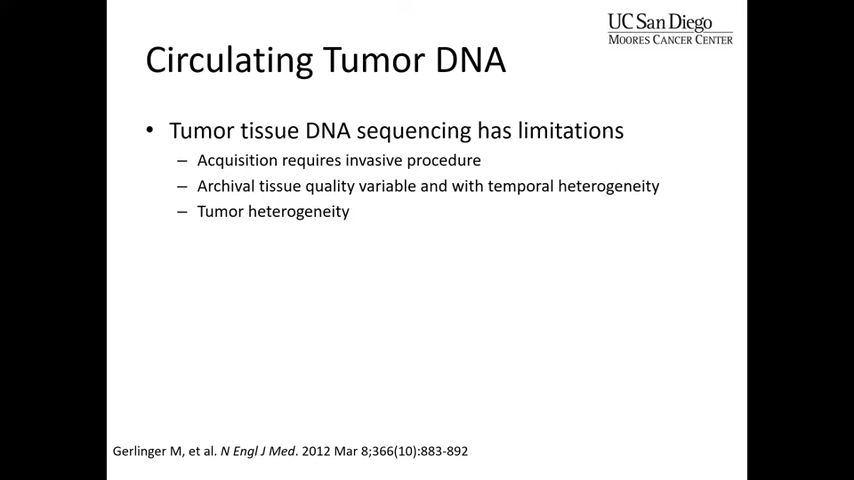 UC San Diego
MOORES CANCER CENTER
Circulating Tumor DNA
• Tumor tissue DNA sequencing has limitations
– Acquisition requires invasive procedure
– Archival tissue quality variable and with temporal heterogeneity
– Tumor heterogeneity
Gerlinger M, et al. N Engl J Med. 2012 Mar 8;366(10):883-892